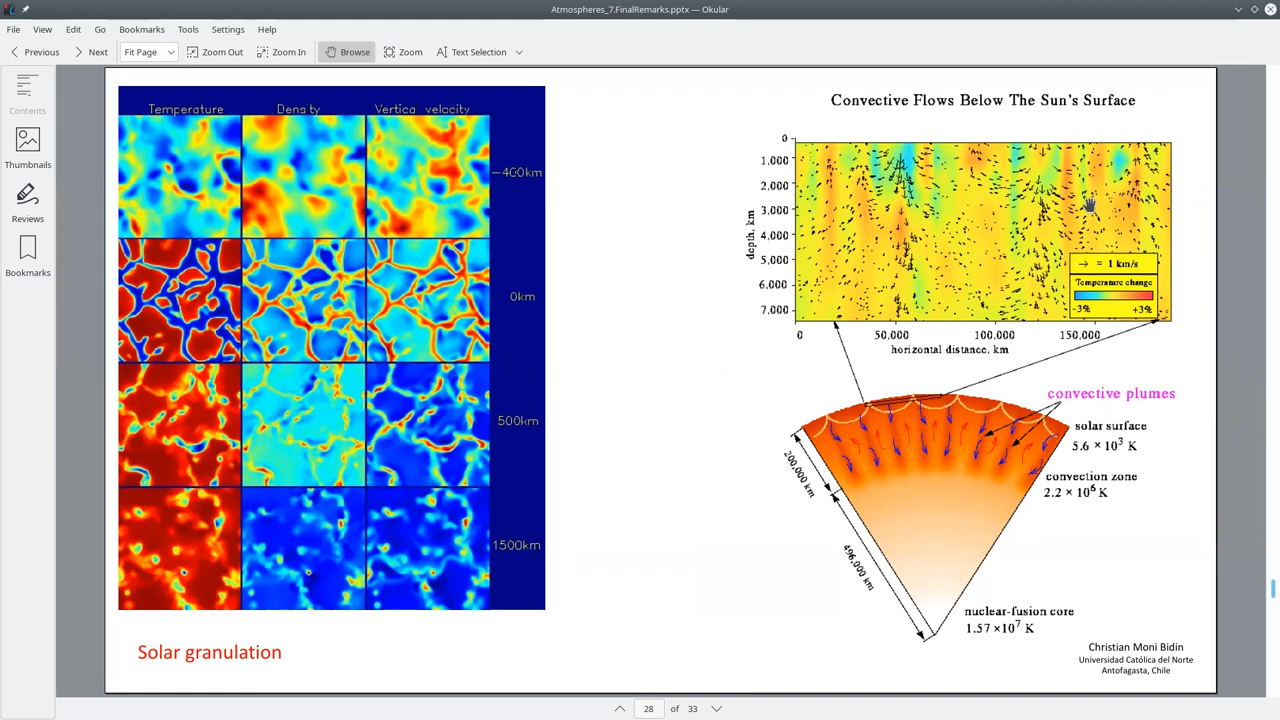 Atmospheres_7.FinalRemarks.pptx — Okular
File View Edit Go Bookmarks Tools Settings Help
Previous Next Fit Page Zoom Out Zoom In Browse Zoom Text Selection
Contents
Thumbnails
Reviews
Bookmarks
Temperature Density Vertical velocity
−400km
0km
500km
1500km
Solar granulation
Convective Flows Below The Sun's Surface
depth, km
0
1,000
2,000
3,000
4,000
5,000
6,000
7,000
→ = 1 km/s
Temperature change
-3% +3%
0 50,000 100,000 150,000
horizontal distance, km
convective plumes
solar surface
5.6 × 10³ K
convection zone
2.2 × 10⁶ K
200,000 km
496,000 km
nuclear-fusion core
1.57 ×10⁷ K
Christian Moni Bidin
Universidad Católica del Norte
Antofagasta, Chile
28 of 33